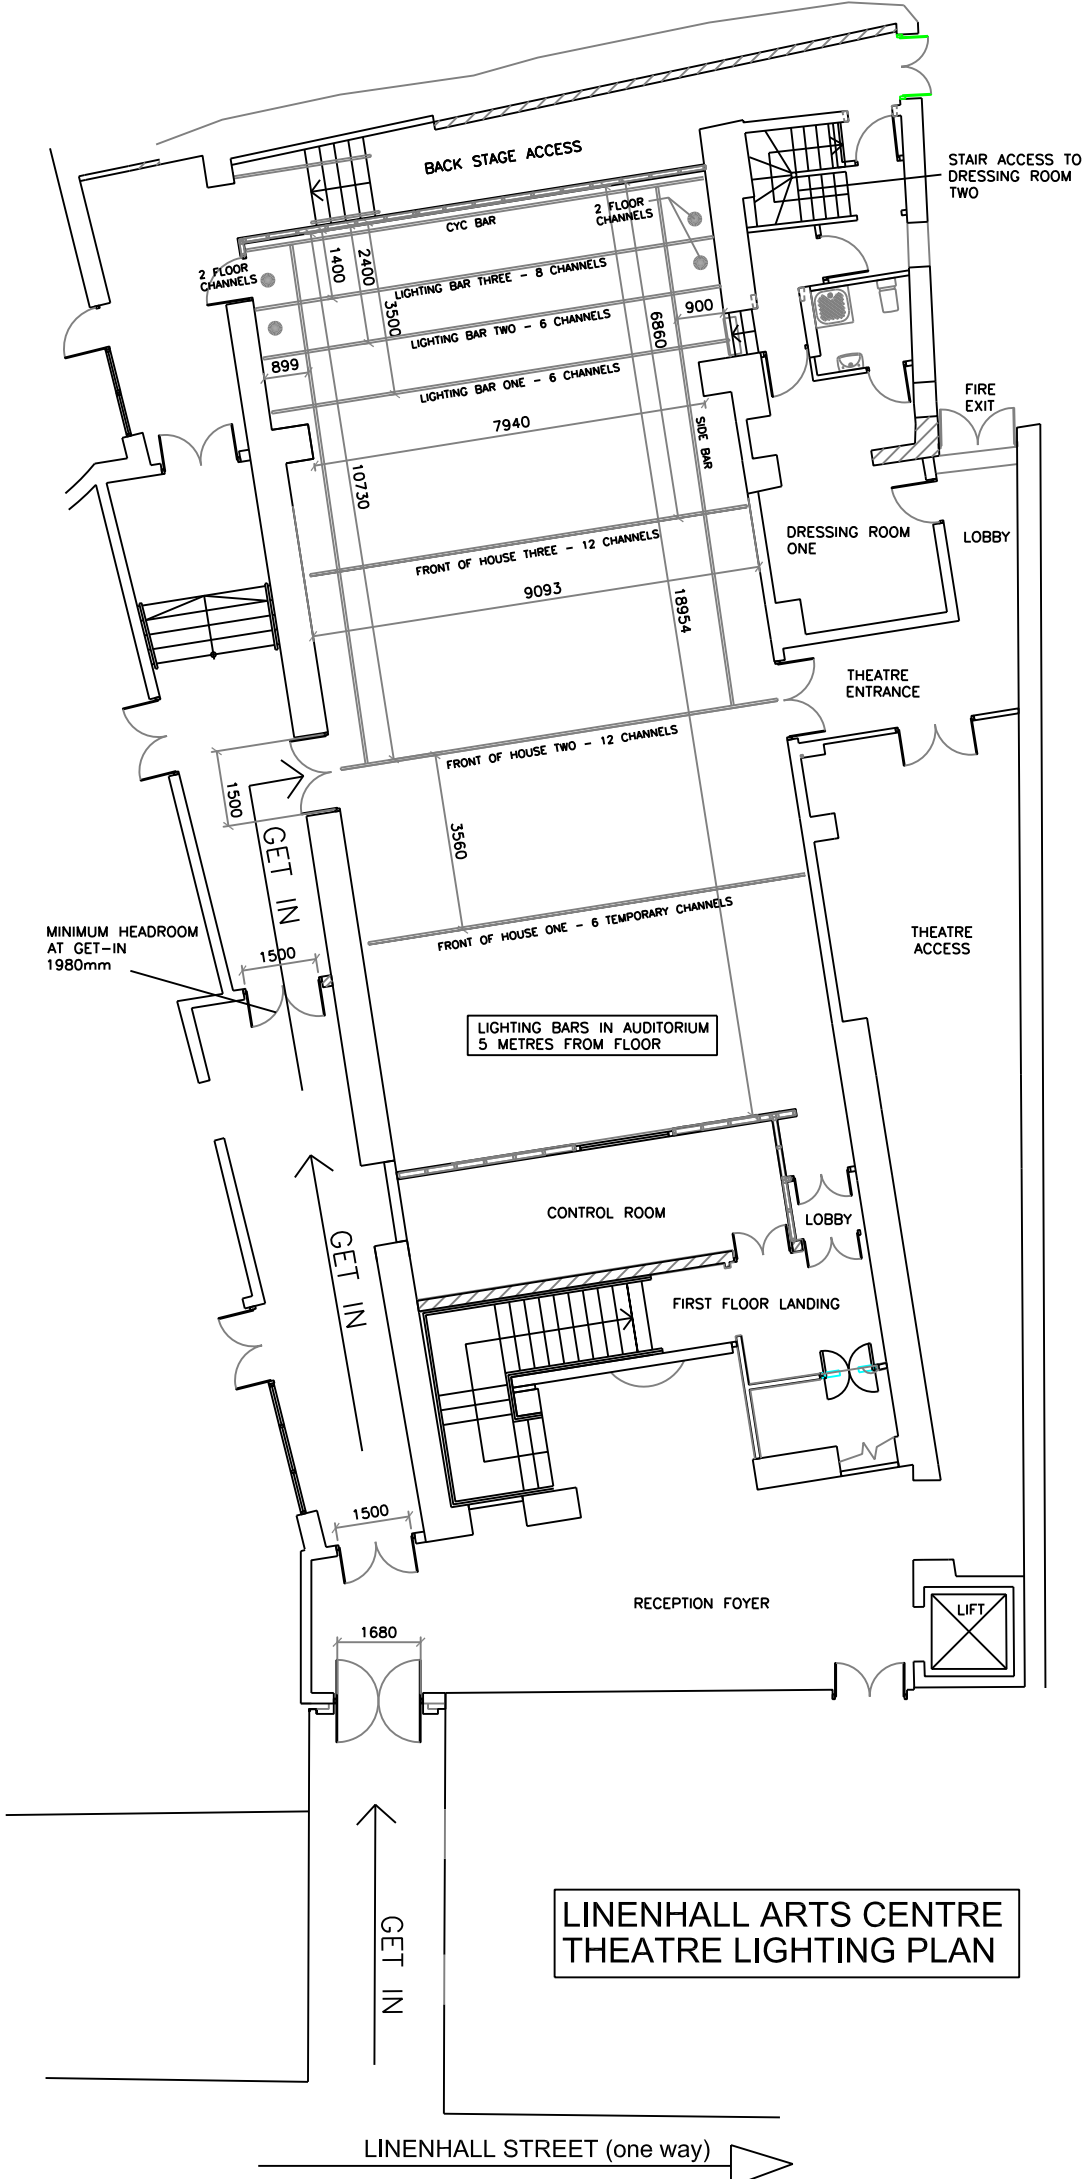 BACK STAGE ACCESS
STAIR ACCESS TO
DRESSING ROOM
TWO
2 FLOOR
CHANNELS
CYC BAR
2 FLOOR
CHANNELS
1400
2400
3500
LIGHTING BAR THREE - 8 CHANNELS
6860
900
LIGHTING BAR TWO - 6 CHANNELS
899
LIGHTING BAR ONE - 6 CHANNELS
FIRE
EXIT
7940
SIDE BAR
10730
DRESSING ROOM
ONE
LOBBY
FRONT OF HOUSE THREE - 12 CHANNELS
9093
18954
THEATRE
ENTRANCE
FRONT OF HOUSE TWO - 12 CHANNELS
1500
3560
GET IN
MINIMUM HEADROOM
AT GET-IN
1980mm
1500
FRONT OF HOUSE ONE - 6 TEMPORARY CHANNELS
THEATRE
ACCESS
LIGHTING BARS IN AUDITORIUM
5 METRES FROM FLOOR
CONTROL ROOM
LOBBY
GET IN
FIRST FLOOR LANDING
1500
RECEPTION FOYER
LIFT
1680
LINENHALL ARTS CENTRE
THEATRE LIGHTING PLAN
GET IN
LINENHALL STREET (one way)